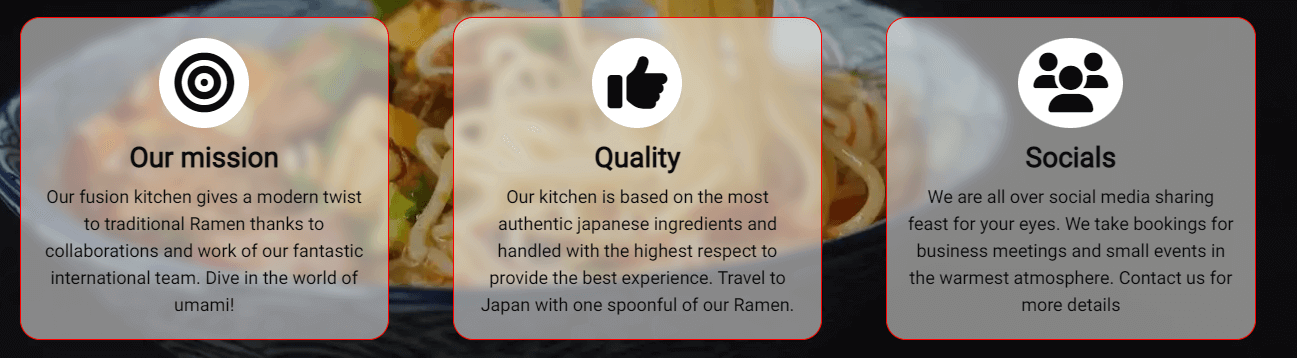 Our mission
Our fusion kitchen gives a modern twist
to traditional Ramen thanks to
collaborations and work of our fantastic
international team. Dive in the world of
umami!
Quality
Our kitchen is based on the most
authentic japanese ingredients and
handled with the highest respect to
provide the best experience. Travel to
Japan with one spoonful of our Ramen.
Socials
We are all over social media sharing
feast for your eyes. We take bookings for
business meetings and small events in
the warmest atmosphere. Contact us for
more details